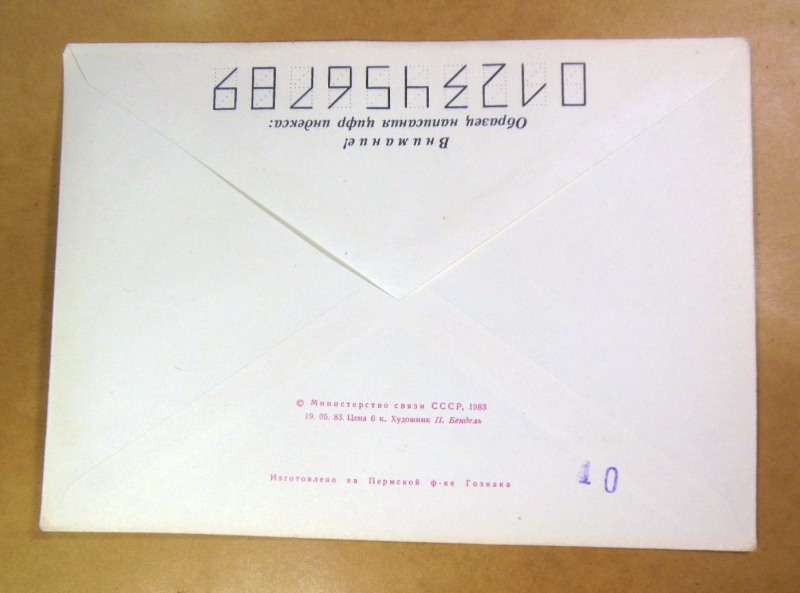 Внимание!
Образец написания цифр индекса:
0123456789
© Министерство связи СССР, 1983
19. 05. 83. Цена 6 к. Художник П. Бендель
Изготовлено на Пермской ф-ке Гознака
10